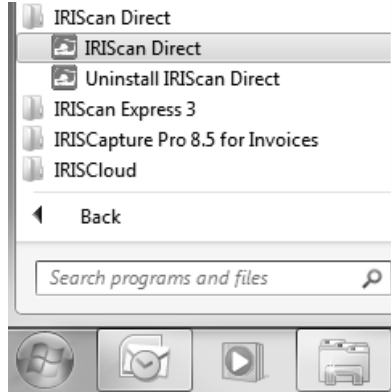 IRIScan Direct
IRIScan Direct
Uninstall IRIScan Direct
IRIScan Express 3
IRISCapture Pro 8.5 for Invoices
IRISCloud
Back
Search programs and files